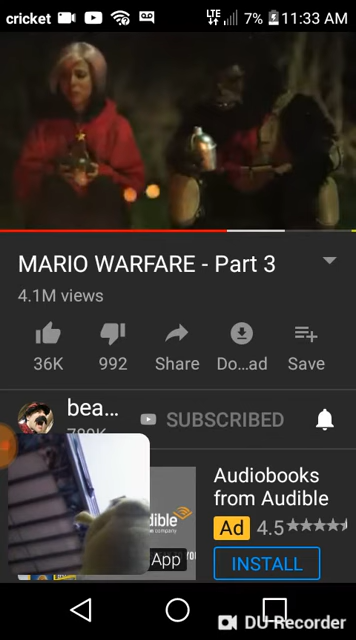 cricket LTE 7% 11:33 AM
MARIO WARFARE - Part 3
4.1M views
36K 992 Share Do...ad Save
bea... SUBSCRIBED
Audiobooks
from Audible
Ad 4.5
App INSTALL
DU Recorder